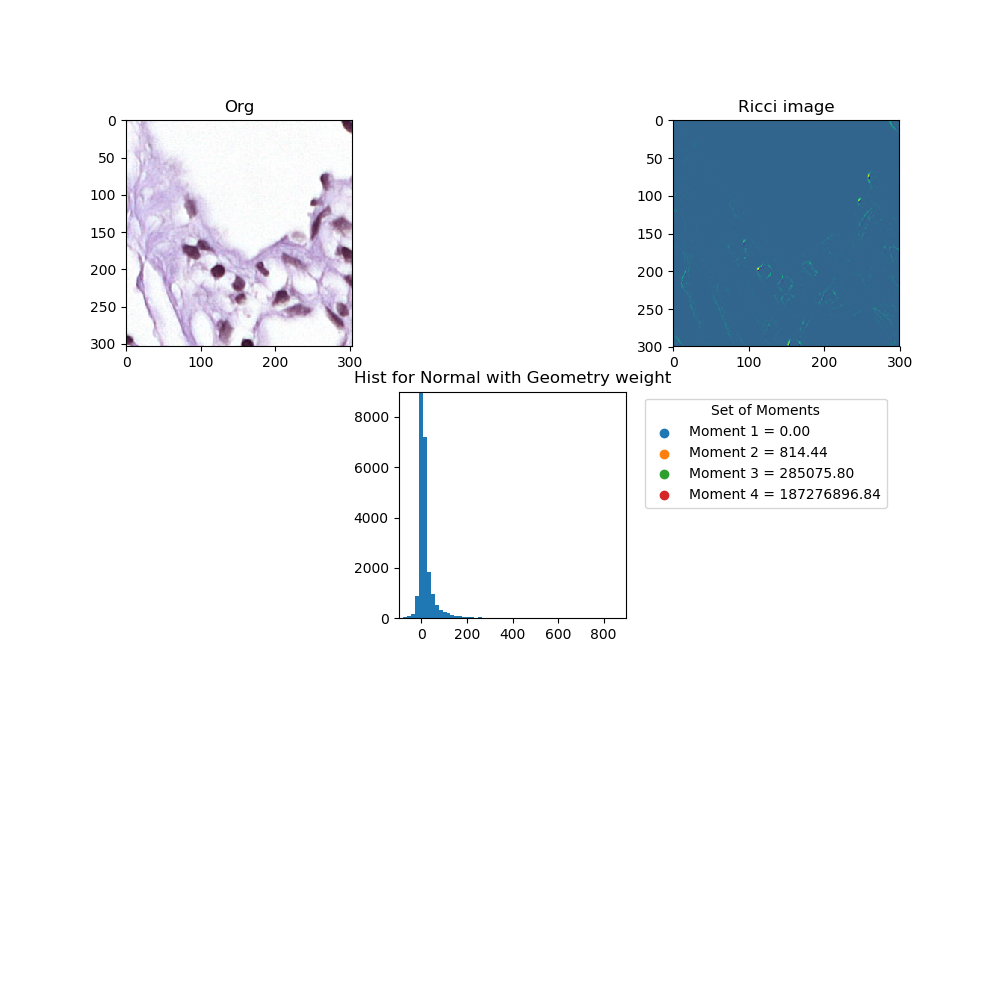 Org
0
50
100
150
200
250
300
0 100 200 300
Ricci image
0
50
100
150
200
250
300
0 100 200 300
Hist for Normal with Geometry weight
8000
6000
4000
2000
0
0 200 400 600 800
Set of Moments
Moment 1 = 0.00
Moment 2 = 814.44
Moment 3 = 285075.80
Moment 4 = 187276896.84